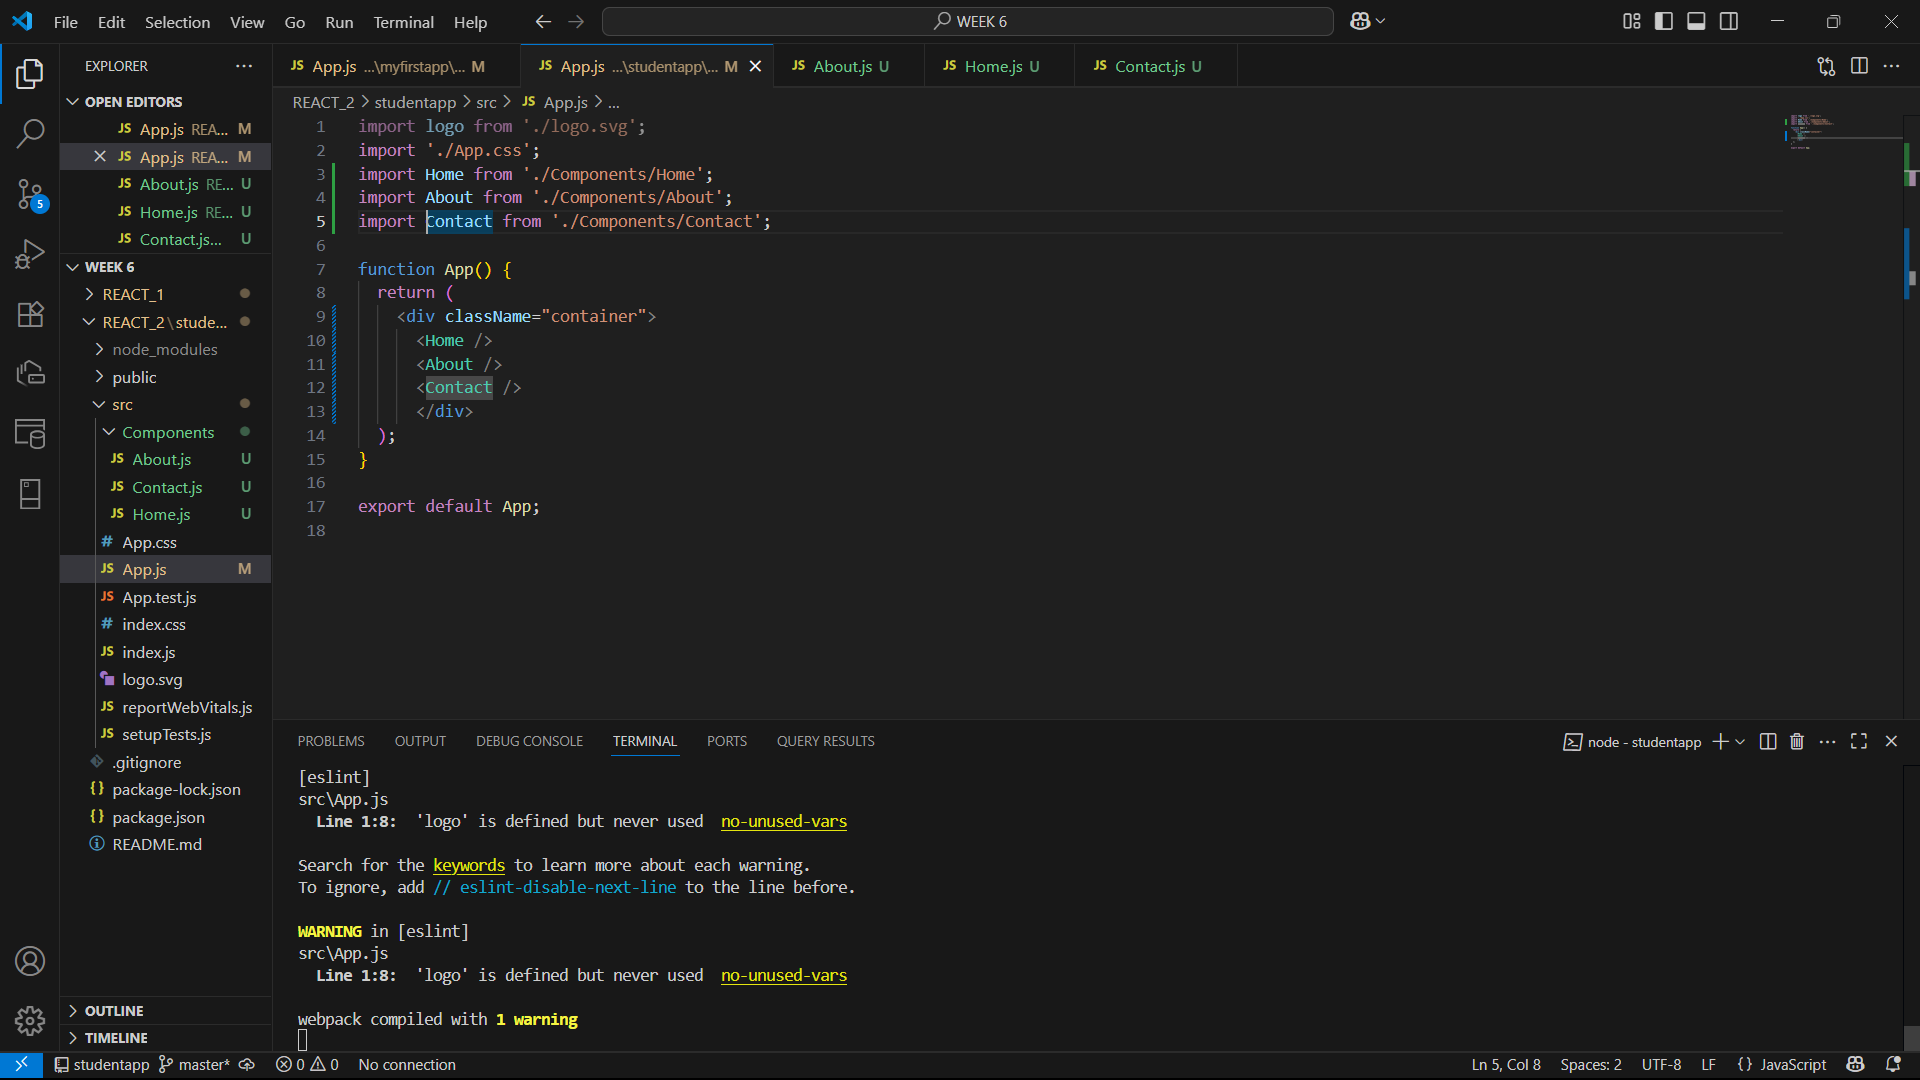 File Edit Selection View Go Run Terminal Help
WEEK 6
EXPLORER
OPEN EDITORS
JS App.js REA... M
JS App.js REA... M
JS About.js RE... U
JS Home.js RE... U
JS Contact.js... U
WEEK 6
REACT_1
REACT_2\stude...
node_modules
public
src
Components
JS About.js U
JS Contact.js U
JS Home.js U
# App.css
JS App.js M
JS App.test.js
# index.css
JS index.js
logo.svg
JS reportWebVitals.js
JS setupTests.js
.gitignore
{} package-lock.json
{} package.json
README.md
OUTLINE
TIMELINE
5
JS App.js ...\myfirstapp\... M
JS App.js ...\studentapp\... M
JS About.js U
JS Home.js U
JS Contact.js U
REACT_2 > studentapp > src > JS App.js > ...
1 import logo from './logo.svg';
2 import './App.css';
3 import Home from './Components/Home';
4 import About from './Components/About';
5 import Contact from './Components/Contact';
6
7 function App() {
8 return (
9 <div className="container">
10 <Home />
11 <About />
12 <Contact />
13 </div>
14 );
15 }
16
17 export default App;
18
PROBLEMS OUTPUT DEBUG CONSOLE TERMINAL PORTS QUERY RESULTS
node - studentapp
[eslint]
src\App.js
Line 1:8: 'logo' is defined but never used no-unused-vars
Search for the keywords to learn more about each warning.
To ignore, add // eslint-disable-next-line to the line before.
WARNING in [eslint]
src\App.js
Line 1:8: 'logo' is defined but never used no-unused-vars
webpack compiled with 1 warning
studentapp master* 0 0 No connection
Ln 5, Col 8 Spaces: 2 UTF-8 LF {} JavaScript